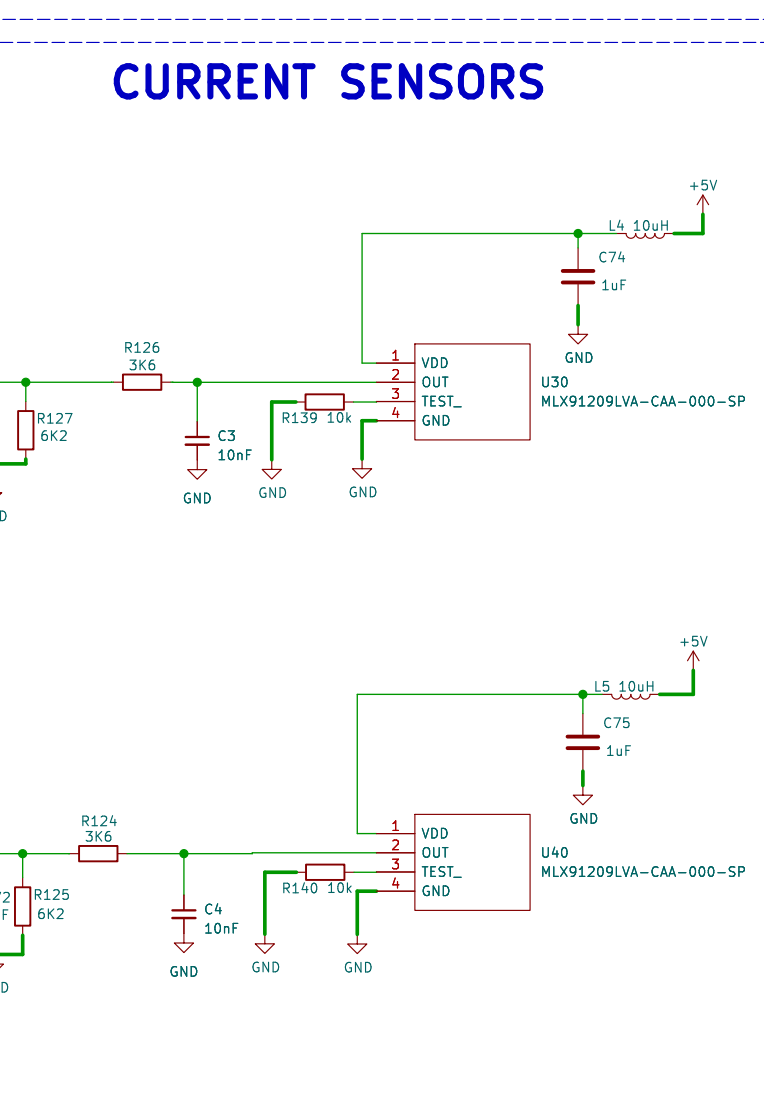 CURRENT SENSORS
+5V
L4 10uH
C74
1uF
GND
R126
3K6
R127
6K2
C3
10nF
GND
R139 10k
GND
GND
1 VDD
2 OUT
3 TEST_
4 GND
U30
MLX91209LVA-CAA-000-SP
D
+5V
L5 10uH
C75
1uF
GND
R124
3K6
2
F
R125
6K2
C4
10nF
GND
R140 10k
GND
GND
1 VDD
2 OUT
3 TEST_
4 GND
U40
MLX91209LVA-CAA-000-SP
D